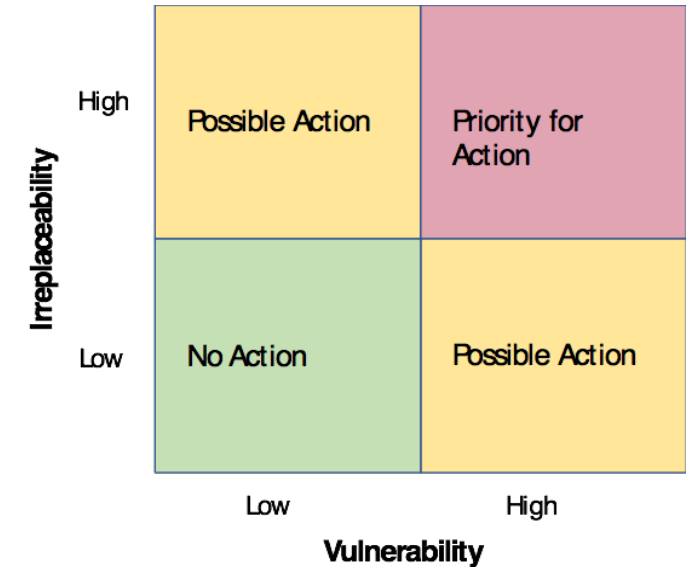 High
Possible Action
Priority for
Action
Irreplaceability
Low
No Action
Possible Action
Low
High
Vulnerability